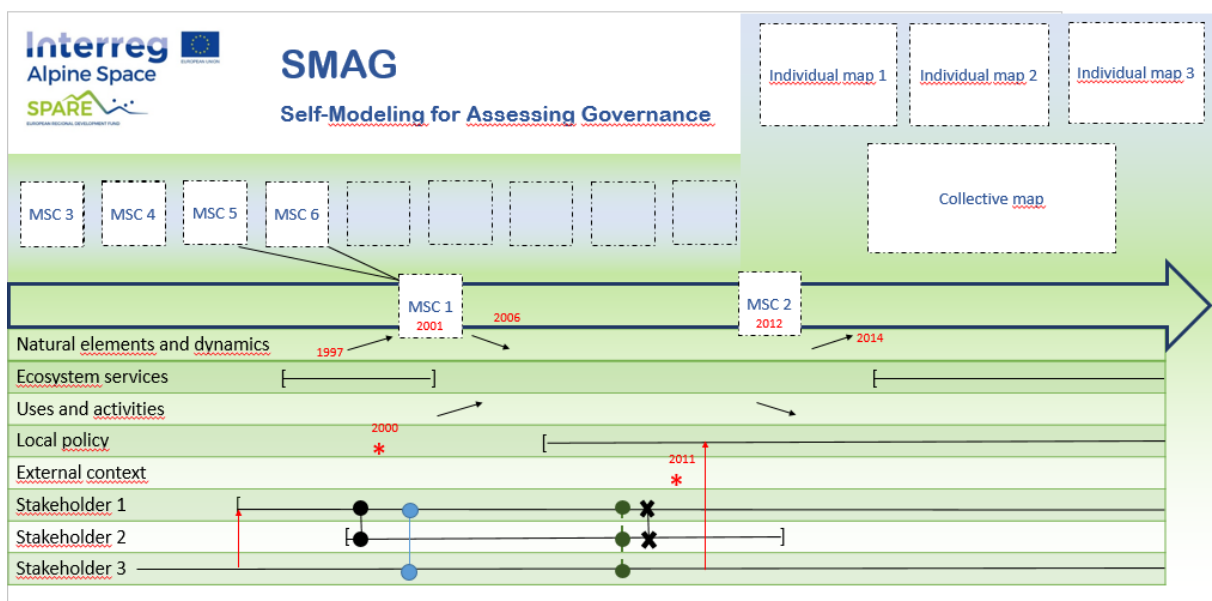 Interreg
EUROPEAN UNION
Alpine Space
SPARE
EUROPEAN REGIONAL DEVELOPMENT FUND
SMAG
Self-Modeling for Assessing Governance
Individual map 1
Individual map 2
Individual map 3
Collective map
MSC 3
MSC 4
MSC 5
MSC 6
MSC 1
2001
MSC 2
2012
2006
Natural elements and dynamics
1997
2014
Ecosystem services
Uses and activities
2000
Local policy
*
2011
External context
*
Stakeholder 1
Stakeholder 2
Stakeholder 3